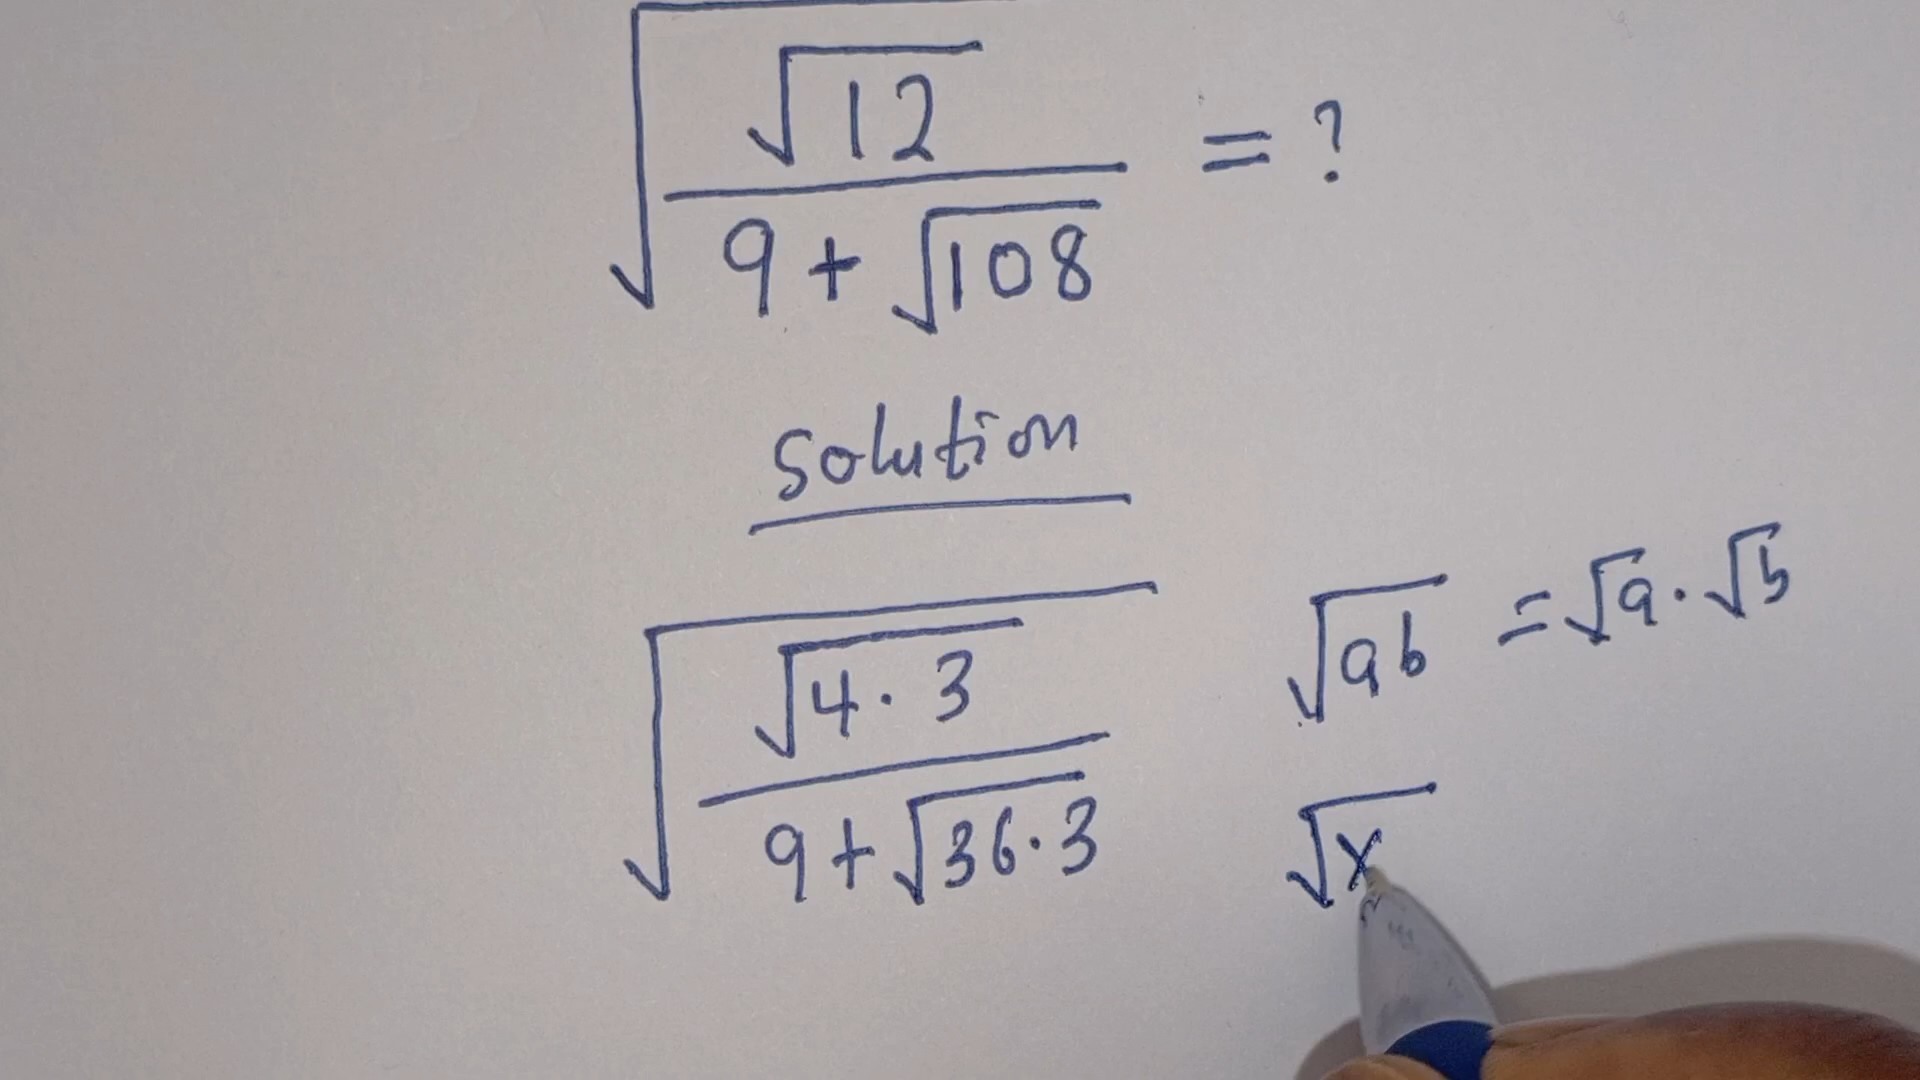 √(√12 / (9 + √108)) = ?
Solution
√(√(4 · 3) / (9 + √(36 · 3)))
√(ab) = √a · √b
√x